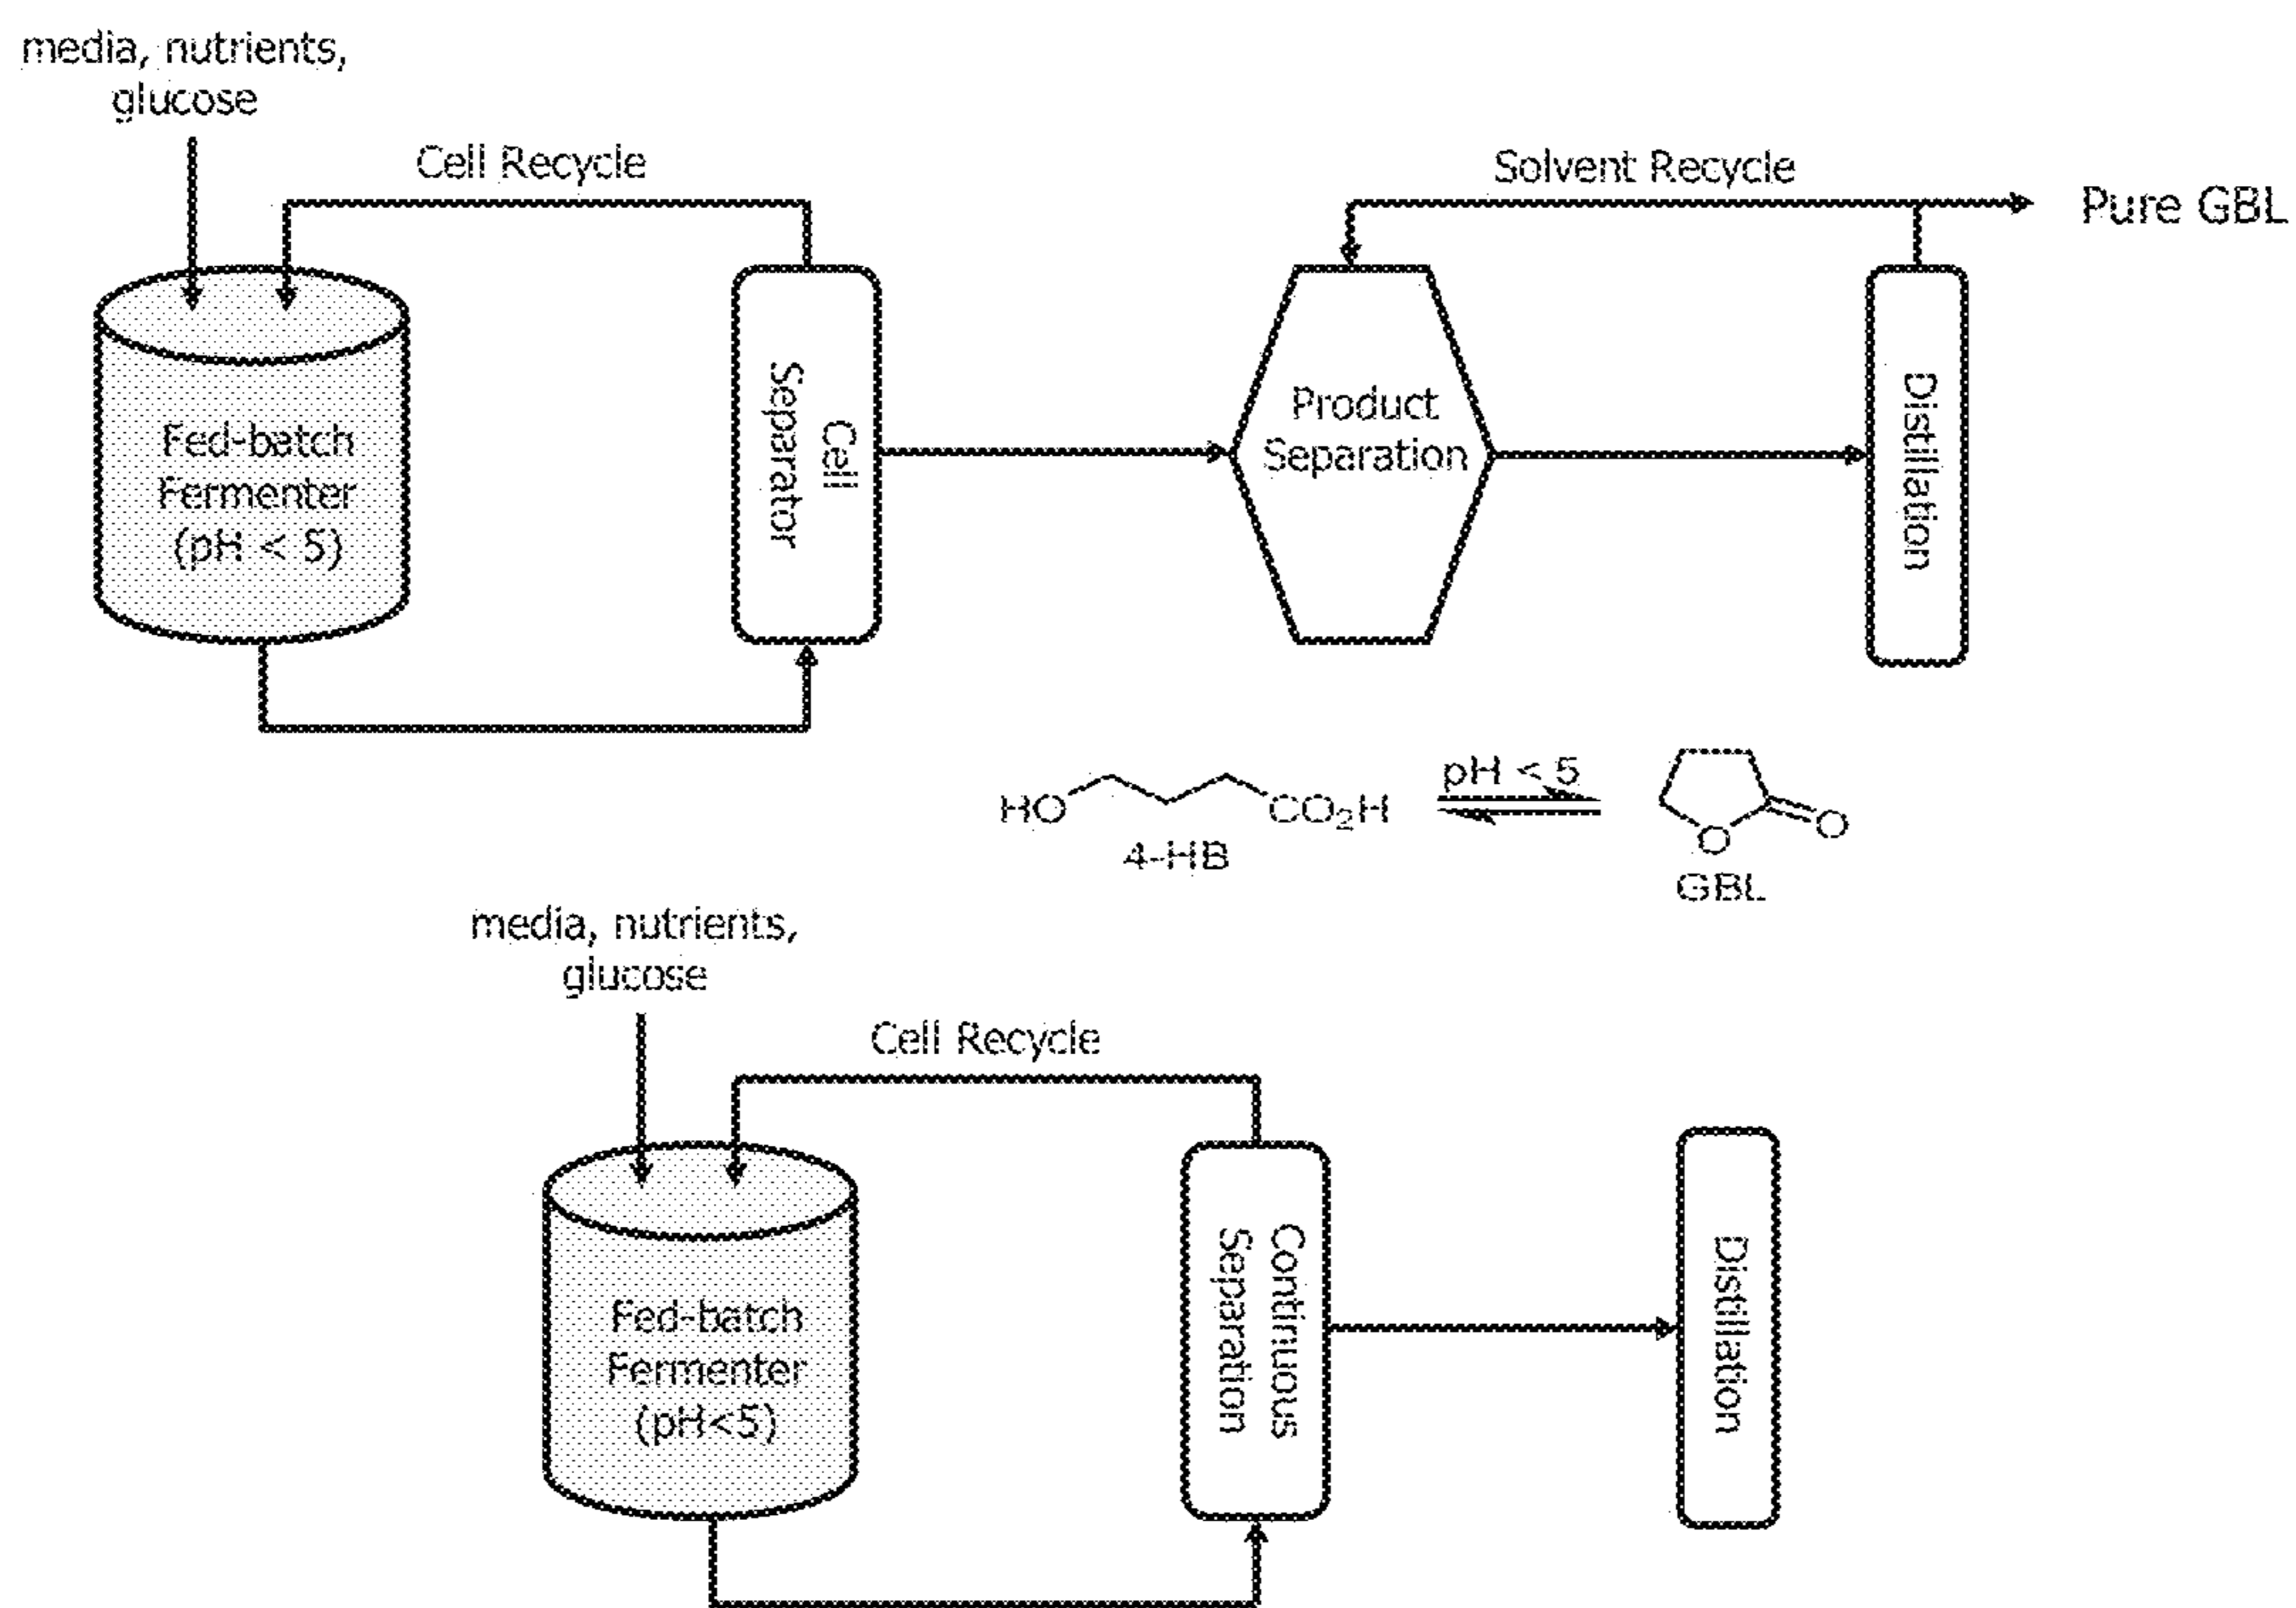 media, nutrients,
glucose
Cell Recycle
Solvent Recycle
Pure GBL
Fed-batch
Fermenter
(pH < 5)
Cell
Separator
Product
Separation
Distillation
HO
CO₂H
4-HB
pH < 5
O
O
GBL
media, nutrients,
glucose
Cell Recycle
Fed-batch
Fermenter
(pH<5)
Continuous
Separation
Distillation